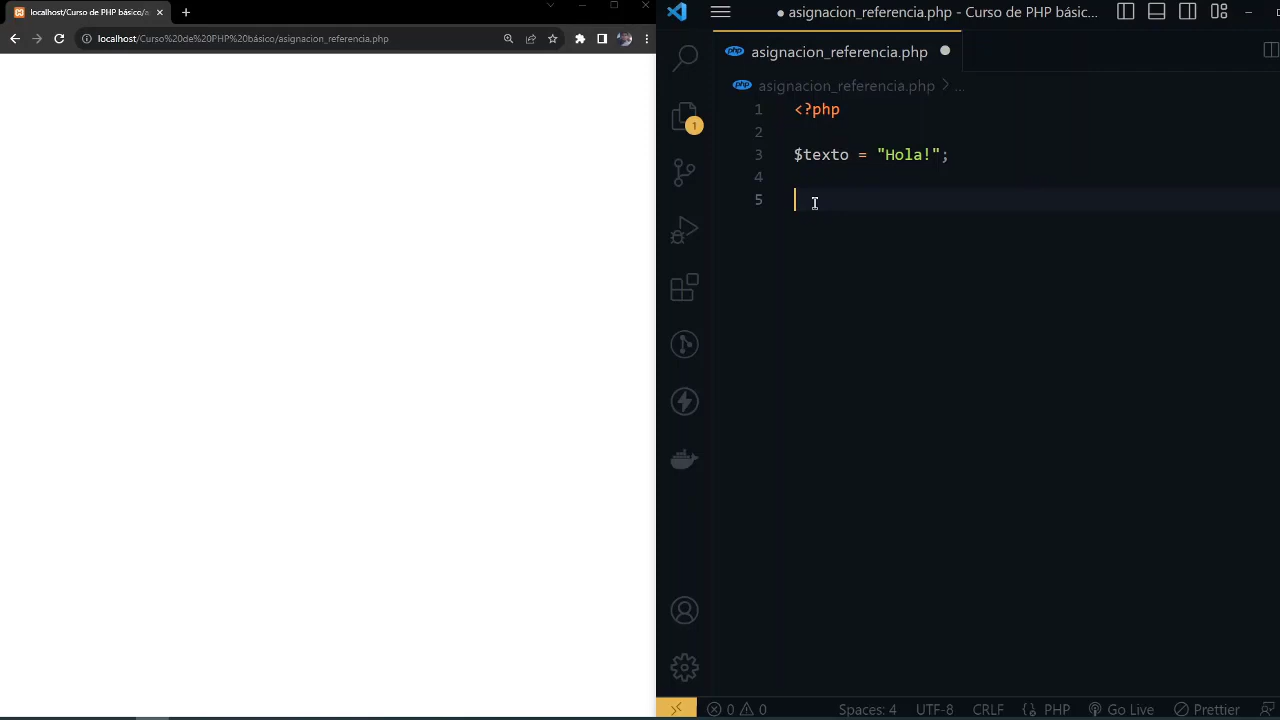 localhost/Curso de PHP básico/a
localhost/Curso%20de%20PHP%20básico/asignacion_referencia.php
asignacion_referencia.php - Curso de PHP básic...
php asignacion_referencia.php
php asignacion_referencia.php > ...
1
1 <?php
2
3 $texto = "Hola!";
4
5
0 0 Spaces: 4 UTF-8 CRLF {} PHP Go Live Prettier